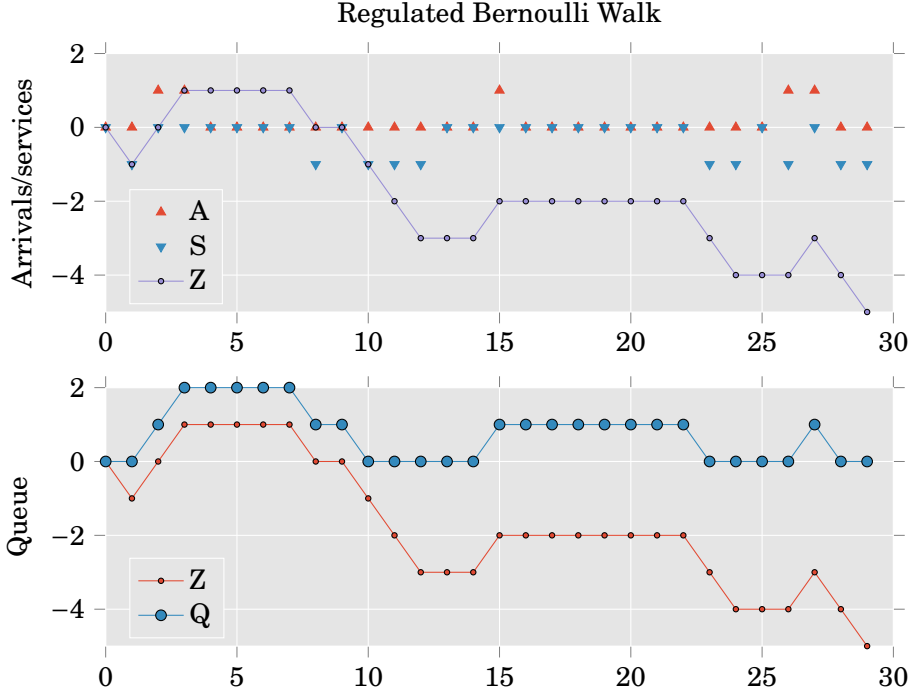 Regulated Bernoulli Walk
Arrivals/services
2
0
−2
−4
A
S
Z
0 5 10 15 20 25 30
Queue
2
0
−2
−4
Z
Q
0 5 10 15 20 25 30